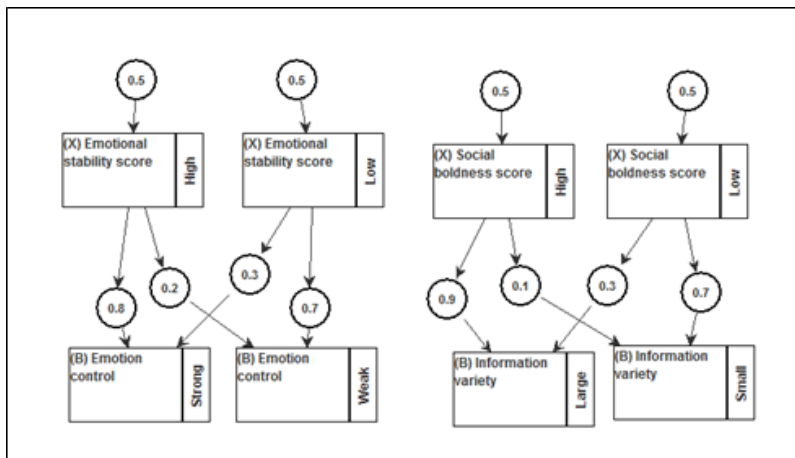 0.5
0.5
0.5
0.5
(X) Emotional
stability score
High
(X) Emotional
stability score
Low
(X) Social
boldness score
High
(X) Social
boldness score
Low
0.8
0.2
0.3
0.7
0.9
0.1
0.3
0.7
(B) Emotion
control
Strong
(B) Emotion
control
Weak
(B) Information
variety
Large
(B) Information
variety
Small